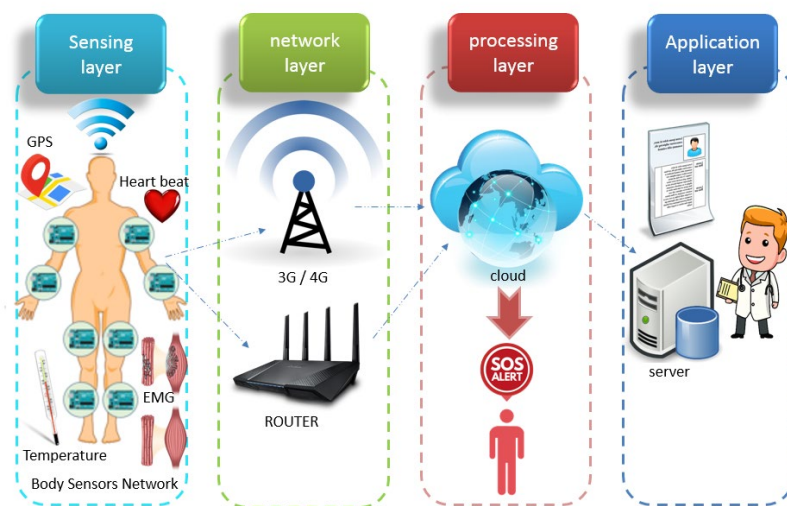 Sensing
layer
network
layer
processing
layer
Application
layer
GPS
Heart beat
EMG
Temperature
Body Sensors Network
3G / 4G
ROUTER
cloud
SOS
ALERT
server